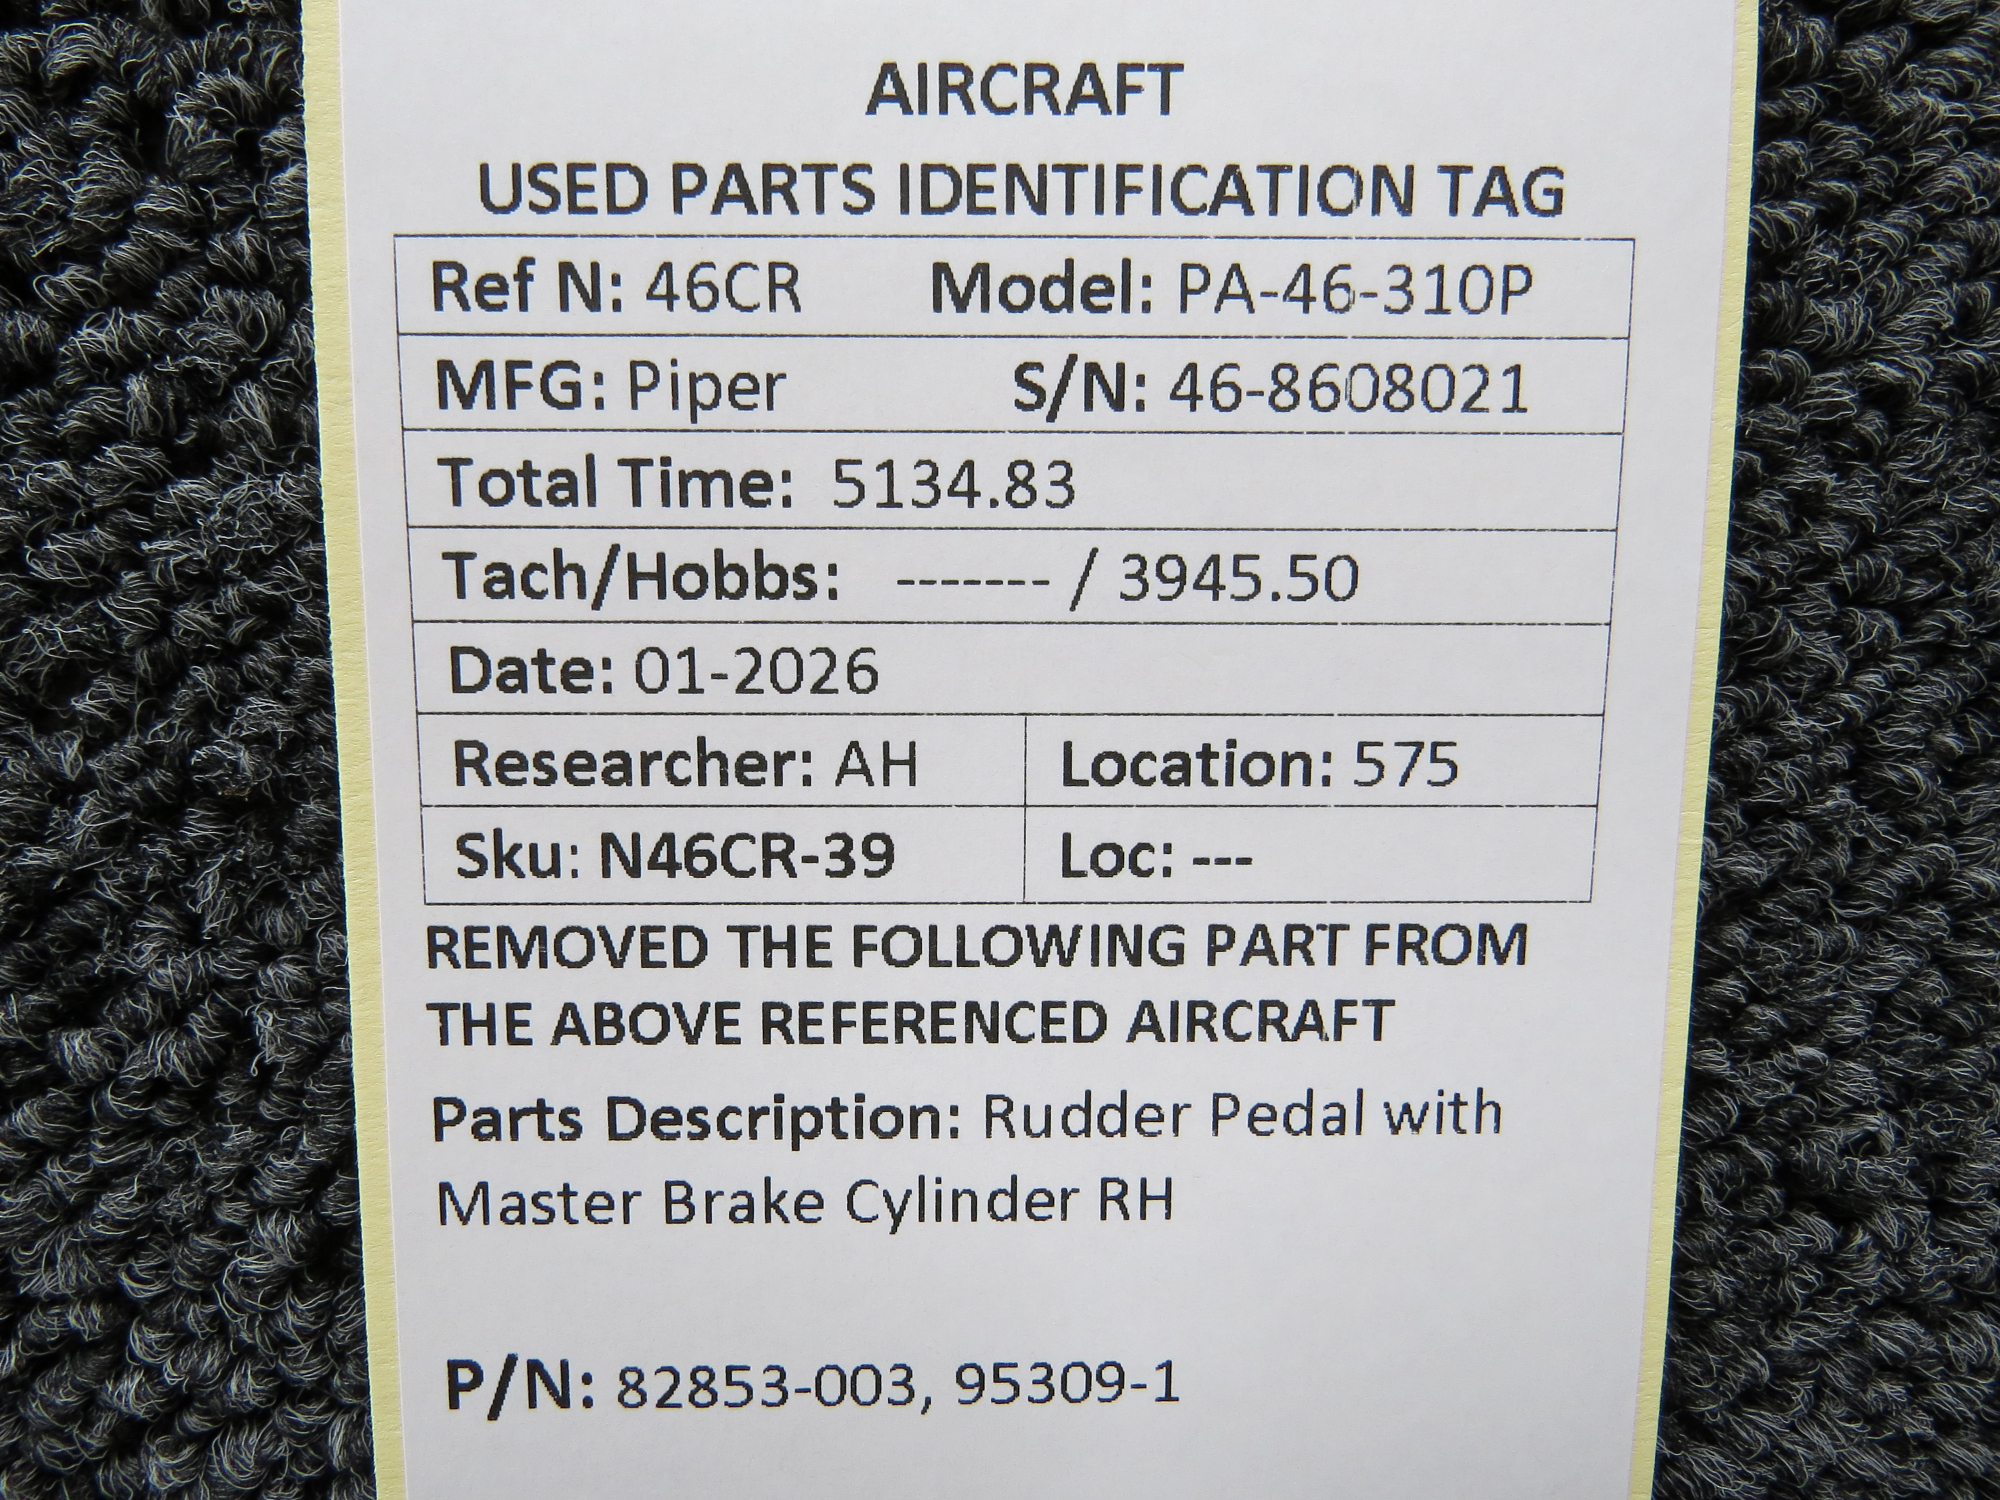 AIRCRAFT
USED PARTS IDENTIFICATION TAG
Ref N: 46CR Model: PA-46-310P
MFG: Piper S/N: 46-8608021
Total Time: 5134.83
Tach/Hobbs: ------- / 3945.50
Date: 01-2026
Researcher: AH Location: 575
Sku: N46CR-39 Loc: ---
REMOVED THE FOLLOWING PART FROM
THE ABOVE REFERENCED AIRCRAFT
Parts Description: Rudder Pedal with
Master Brake Cylinder RH
P/N: 82853-003, 95309-1